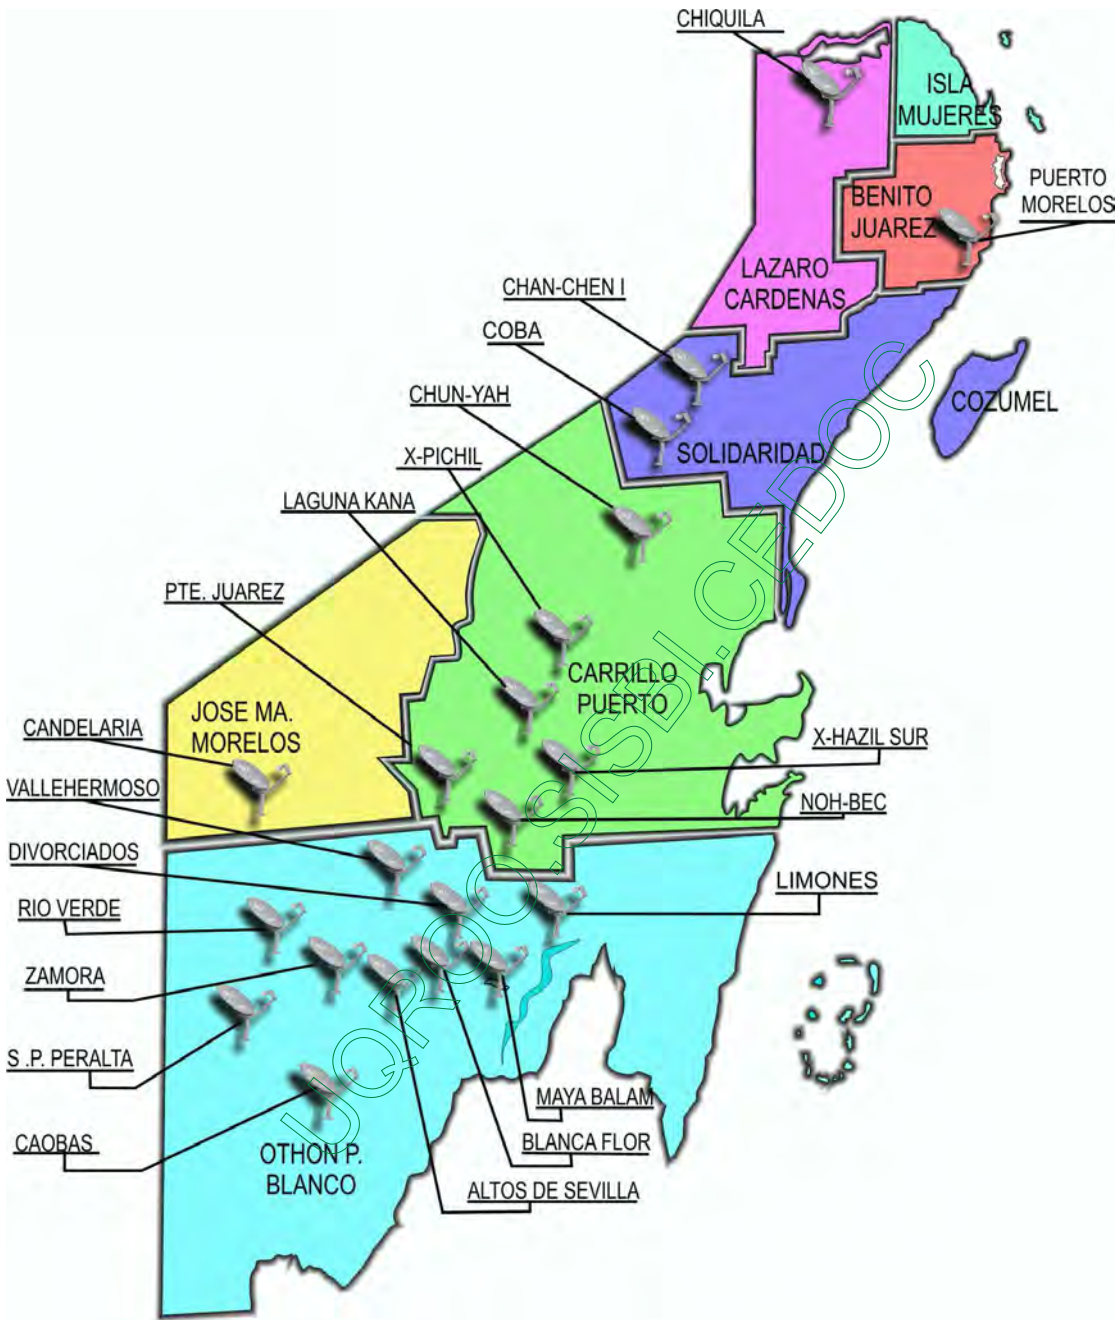 CHIQUILA
ISLA
MUJERES
BENITO
JUAREZ
PUERTO
MORELOS
LAZARO
CARDENAS
CHAN-CHEN I
COBA
CHUN-YAH
COZUMEL
SOLIDARIDAD
X-PICHIL
LAGUNA KANA
PTE. JUAREZ
CARRILLO
PUERTO
JOSE MA.
MORELOS
CANDELARIA
X-HAZIL SUR
VALLEHERMOSO
NOH-BEC
DIVORCIADOS
LIMONES
RIO VERDE
ZAMORA
S .P. PERALTA
MAYA BALAM
CAOBAS
BLANCA FLOR
OTHON P.
BLANCO
ALTOS DE SEVILLA
UQROO.SISBI.CEDOC